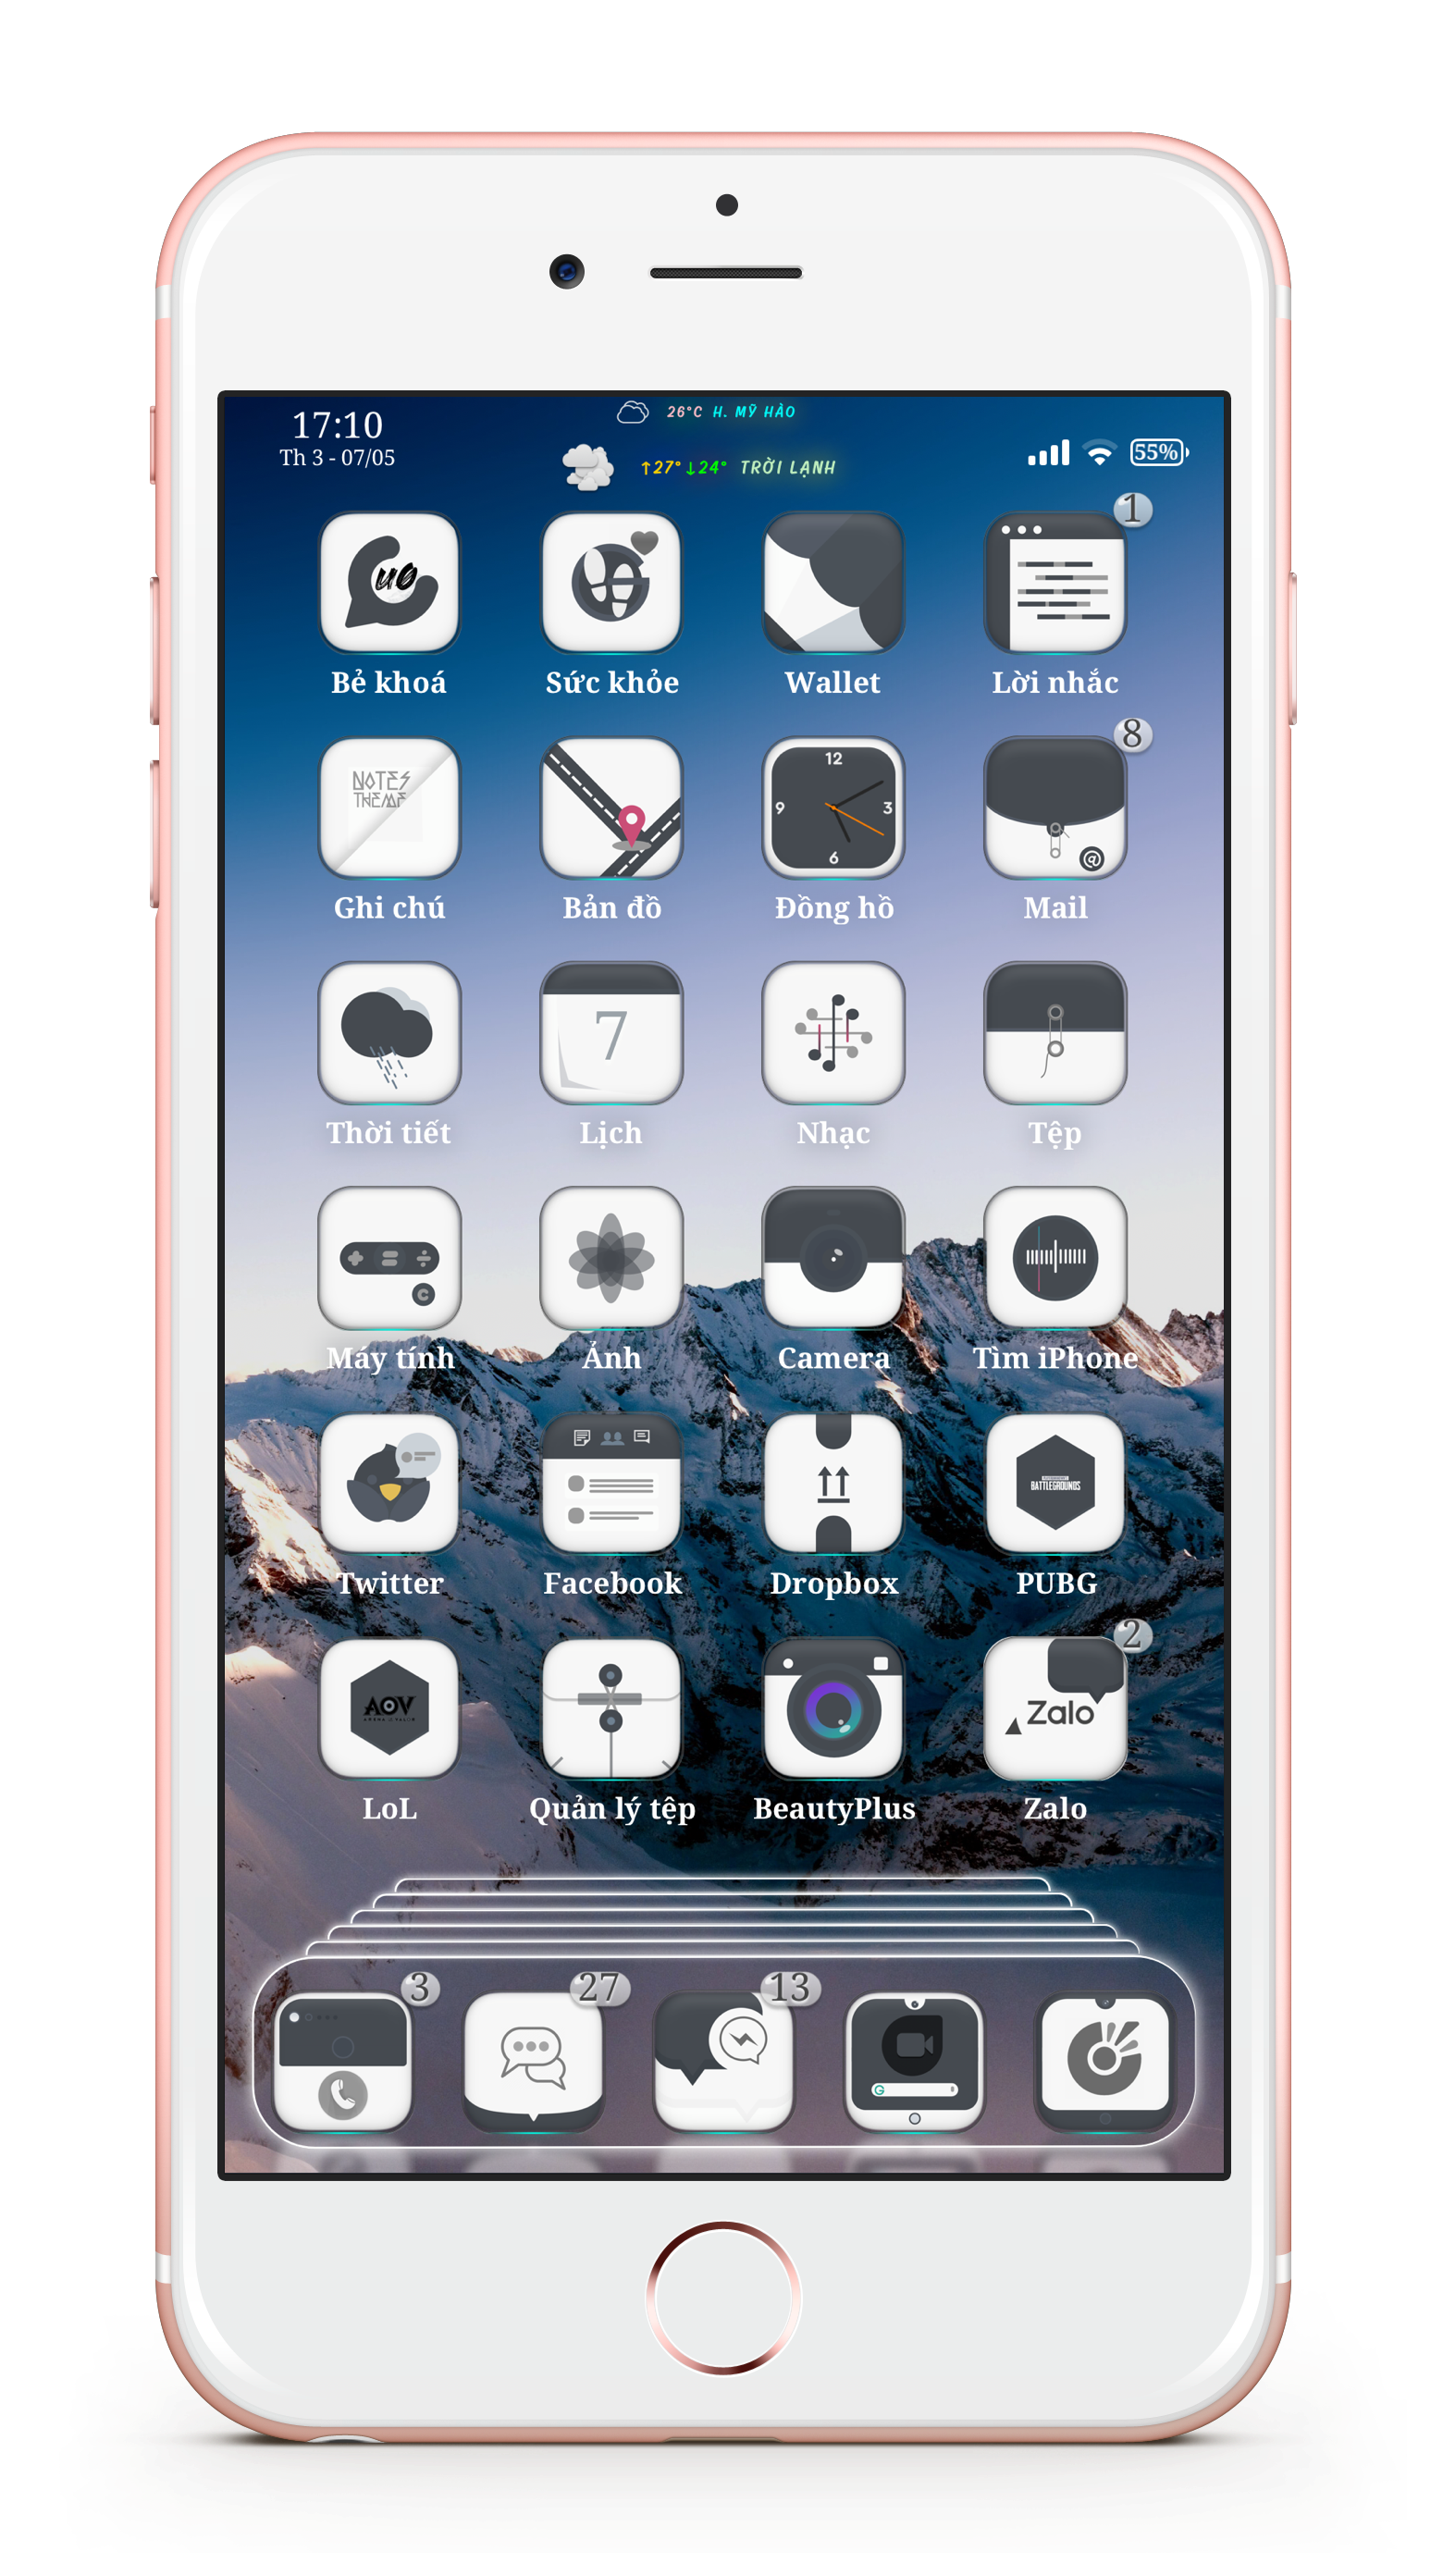 17:10
Th 3 - 07/05
26°C H. MỸ HÀO
↑27°↓24° TRỜI LẠNH
55%
1
uo
Bẻ khoá
Sức khỏe
Wallet
Lời nhắc
8
NOTES
THEME
12
9
3
6
@
Ghi chú
Bản đồ
Đồng hồ
Mail
7
Thời tiết
Lịch
Nhạc
Tệp
C
Máy tính
Ảnh
Camera
Tìm iPhone
BATTLEGROUNDS
Twitter
Facebook
Dropbox
PUBG
2
AOV
Zalo
LoL
Quản lý tệp
BeautyPlus
Zalo
3
27
13
G